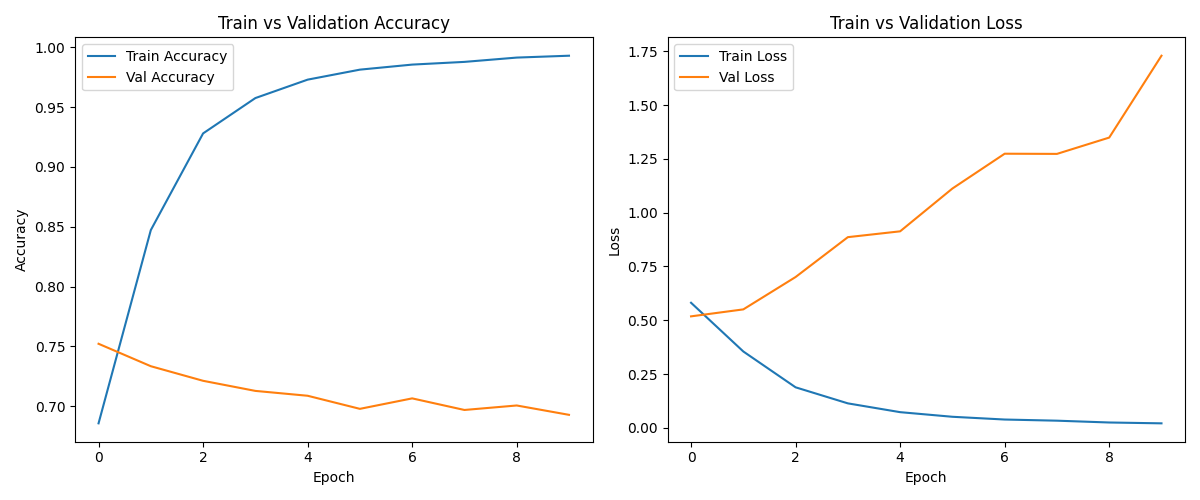 Train vs Validation Accuracy
Train Accuracy
Val Accuracy
1.00
0.95
0.90
0.85
0.80
0.75
0.70
Accuracy
0 2 4 6 8
Epoch
Train vs Validation Loss
Train Loss
Val Loss
1.75
1.50
1.25
1.00
0.75
0.50
0.25
0.00
Loss
0 2 4 6 8
Epoch